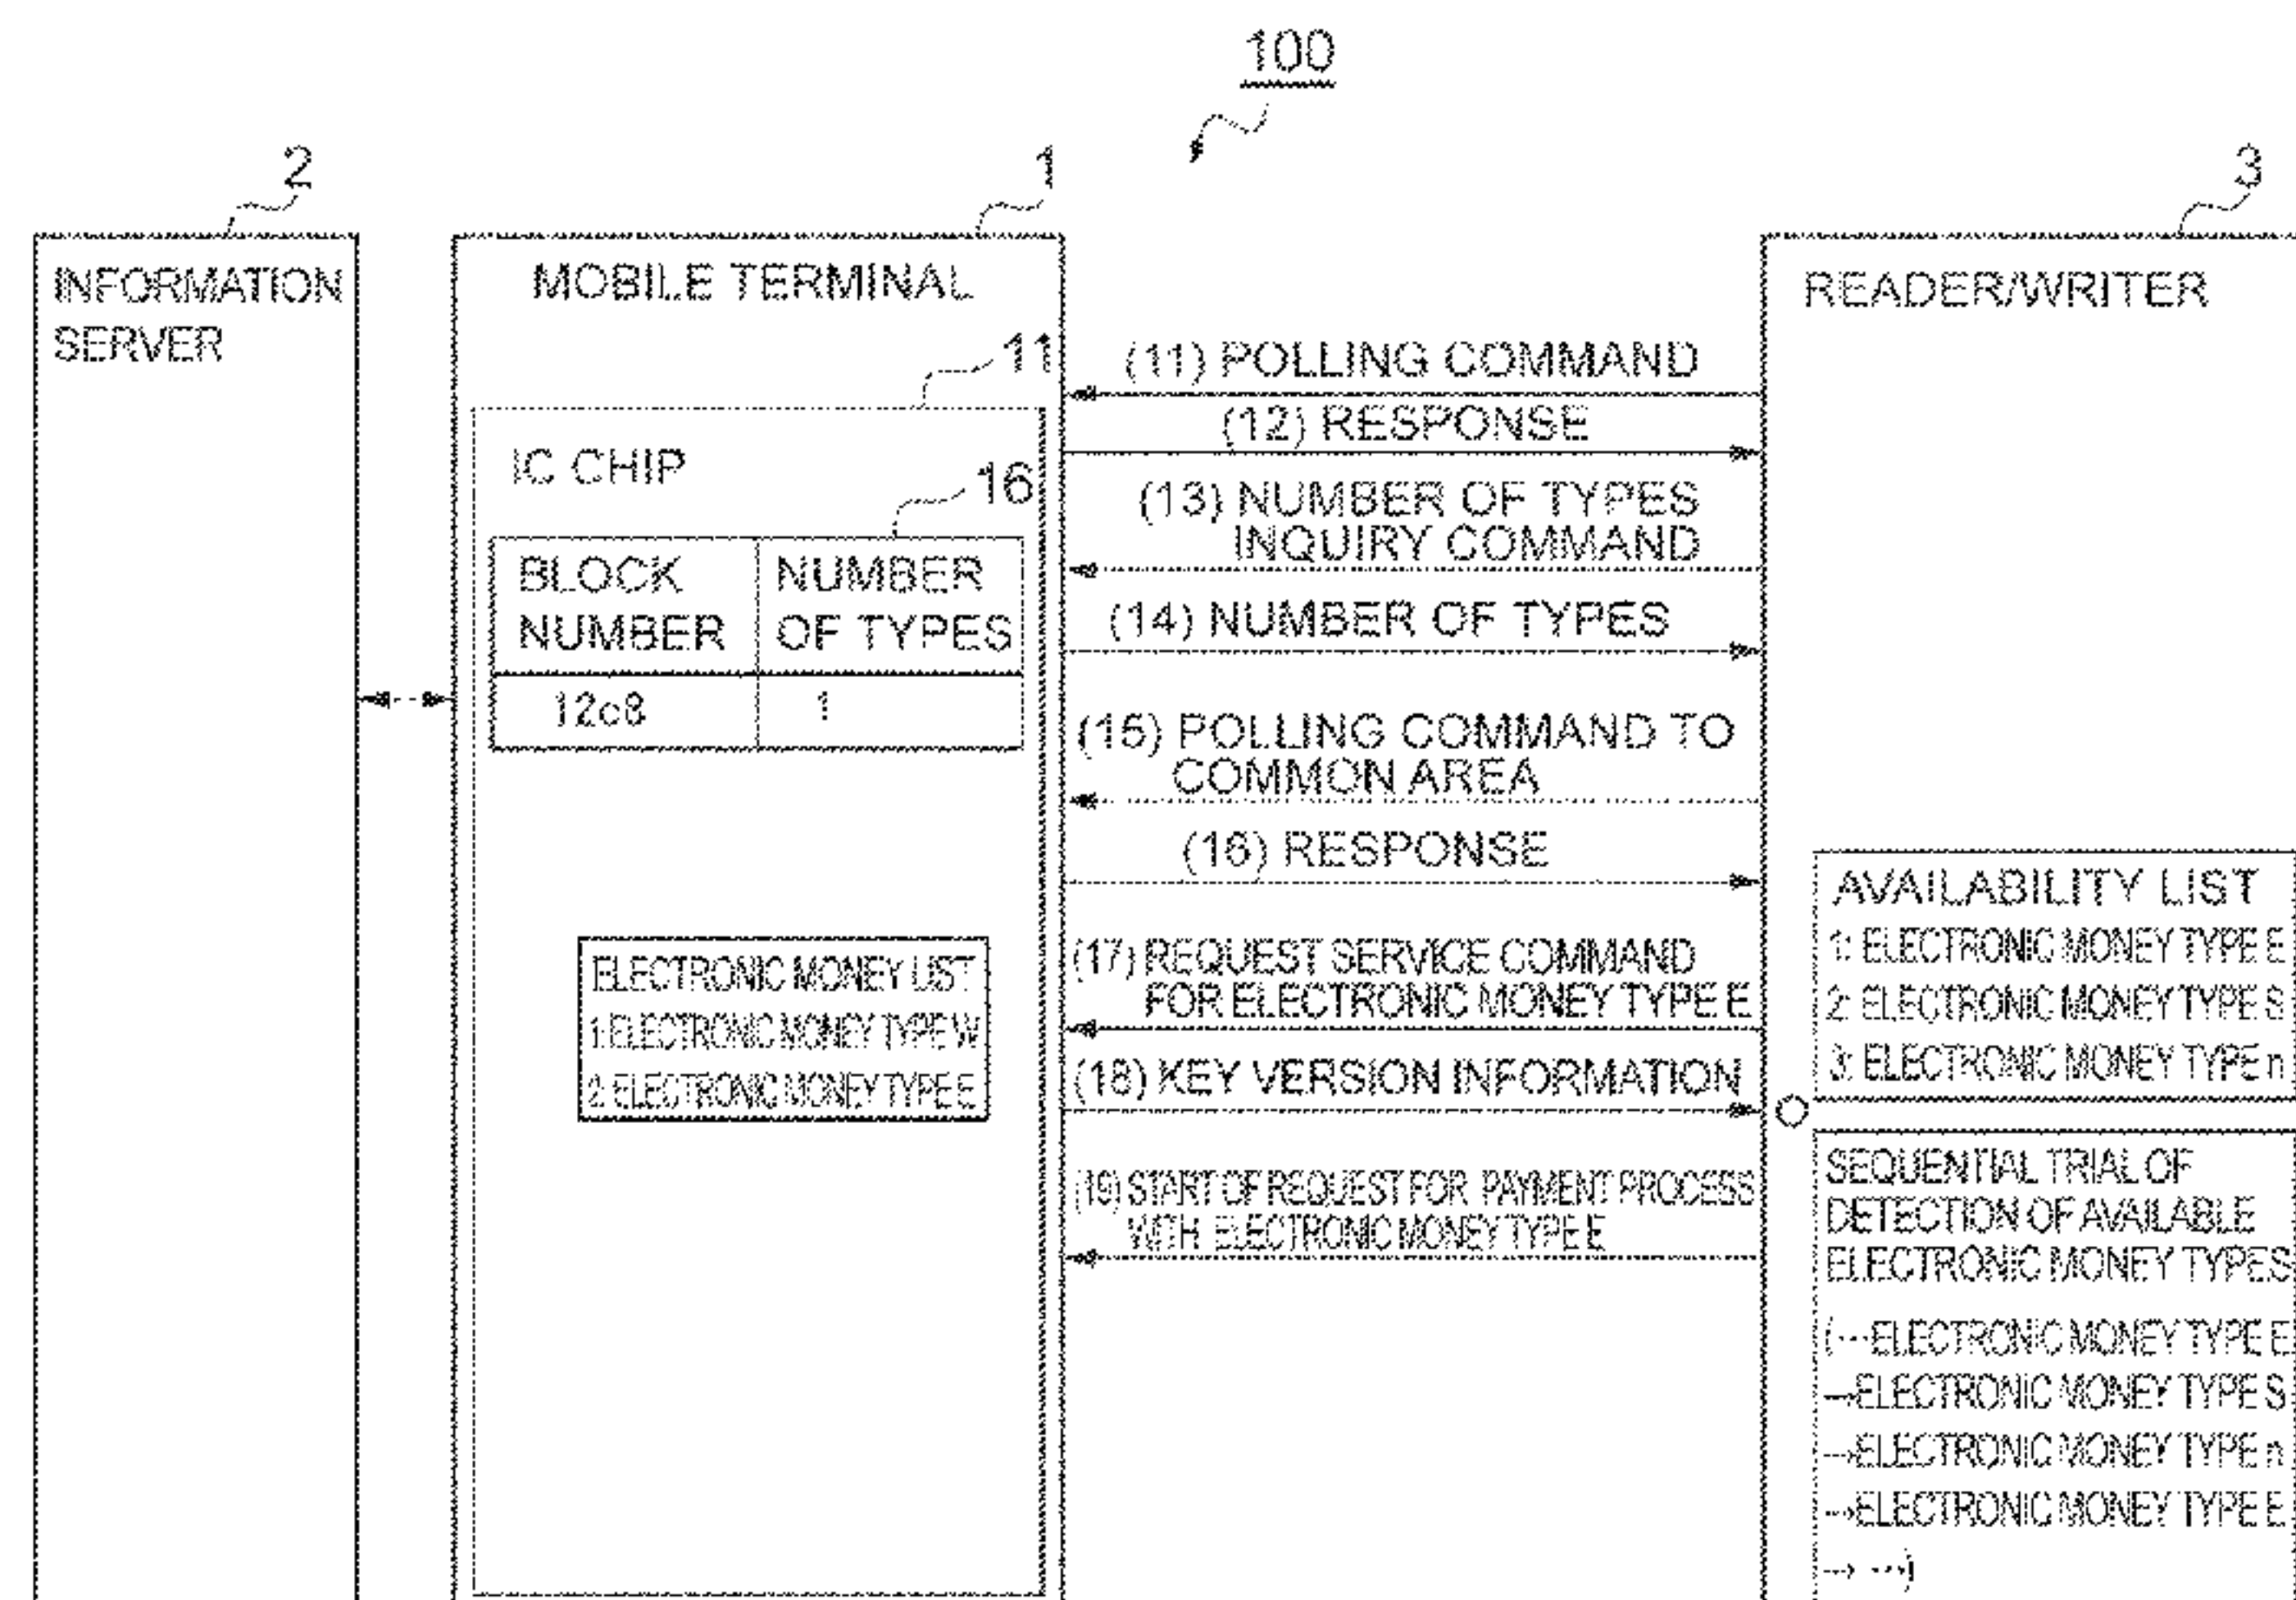 100
2
1
3
INFORMATION
SERVER
MOBILE TERMINAL
READER/WRITER
11
IC CHIP
16
BLOCK
NUMBER
NUMBER
OF TYPES
12c8
1
ELECTRONIC MONEY LIST
1:ELECTRONIC MONEY TYPE W
2:ELECTRONIC MONEY TYPE E
(11) POLLING COMMAND
(12) RESPONSE
(13) NUMBER OF TYPES
INQUIRY COMMAND
(14) NUMBER OF TYPES
(15) POLLING COMMAND TO
COMMON AREA
(16) RESPONSE
(17) REQUEST SERVICE COMMAND
FOR ELECTRONIC MONEY TYPE E
(18) KEY VERSION INFORMATION
(19) START OF REQUEST FOR PAYMENT PROCESS
WITH ELECTRONIC MONEY TYPE E
AVAILABILITY LIST
1: ELECTRONIC MONEY TYPE E
2: ELECTRONIC MONEY TYPE S
3: ELECTRONIC MONEY TYPE n
SEQUENTIAL TRIAL OF
DETECTION OF AVAILABLE
ELECTRONIC MONEY TYPES
(···ELECTRONIC MONEY TYPE E
→ELECTRONIC MONEY TYPE S
→ELECTRONIC MONEY TYPE n
→ELECTRONIC MONEY TYPE E
→ ···)